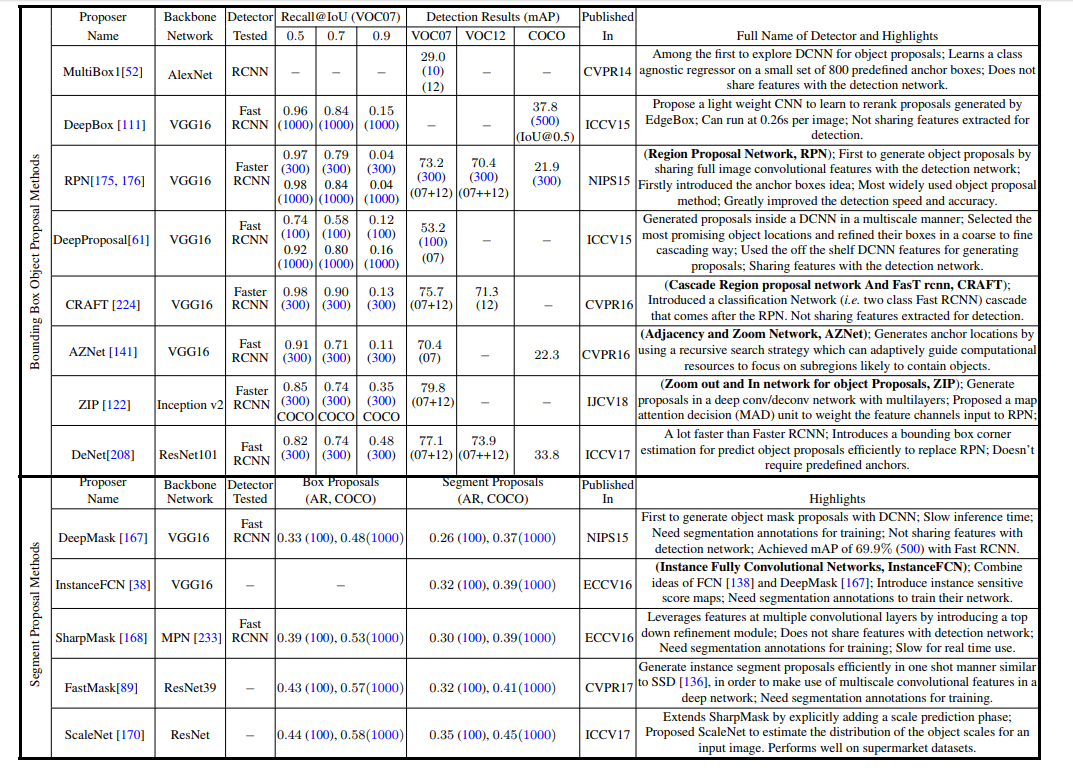 Proposer Backbone Detector Recall@IoU (VOC07) Detection Results (mAP) Published
Name Network Tested 0.5 0.7 0.9 VOC07 VOC12 COCO In Full Name of Detector and Highlights
Bounding Box Object Proposal Methods
MultiBox1[52] AlexNet RCNN − − − 29.0 (10) (12) − − CVPR14
Among the first to explore DCNN for object proposals; Learns a class
agnostic regressor on a small set of 800 predefined anchor boxes; Does not
share features with the detection network.
DeepBox [111] VGG16 Fast RCNN 0.96 (1000) 0.84 (1000) 0.15 (1000) − − 37.8 (500) (IoU@0.5) ICCV15
Propose a light weight CNN to learn to rerank proposals generated by
EdgeBox; Can run at 0.26s per image; Not sharing features extracted for
detection.
RPN[175, 176] VGG16 Faster RCNN 0.97 (300) 0.98 (1000) 0.79 (300) 0.84 (1000) 0.04 (300) 0.04 (1000) 73.2 (300) (07+12) 70.4 (300) (07++12) 21.9 (300) NIPS15
(Region Proposal Network, RPN); First to generate object proposals by
sharing full image convolutional features with the detection network;
Firstly introduced the anchor boxes idea; Most widely used object proposal
method; Greatly improved the detection speed and accuracy.
DeepProposal[61] VGG16 Fast RCNN 0.74 (100) 0.92 (1000) 0.58 (100) 0.80 (1000) 0.12 (100) 0.16 (1000) 53.2 (100) (07) − − ICCV15
Generated proposals inside a DCNN in a multiscale manner; Selected the
most promising object locations and refined their boxes in a coarse to fine
cascading way; Used the off the shelf DCNN features for generating
proposals; Sharing features with the detection network.
CRAFT [224] VGG16 Faster RCNN 0.98 (300) 0.90 (300) 0.13 (300) 75.7 (07+12) 71.3 (12) − CVPR16
(Cascade Region proposal network And FasT rcnn, CRAFT);
Introduced a classification Network (i.e. two class Fast RCNN) cascade
that comes after the RPN. Not sharing features extracted for detection.
AZNet [141] VGG16 Fast RCNN 0.91 (300) 0.71 (300) 0.11 (300) 70.4 (07) − 22.3 CVPR16
(Adjacency and Zoom Network, AZNet); Generates anchor locations by
using a recursive search strategy which can adaptively guide computational
resources to focus on subregions likely to contain objects.
ZIP [122] Inception v2 Faster RCNN 0.85 (300) COCO 0.74 (300) COCO 0.35 (300) COCO 79.8 (07+12) − − IJCV18
(Zoom out and In network for object Proposals, ZIP); Generate
proposals in a deep conv/deconv network with multilayers; Proposed a map
attention decision (MAD) unit to weight the feature channels input to RPN;
DeNet[208] ResNet101 Fast RCNN 0.82 (300) 0.74 (300) 0.48 (300) 77.1 (07+12) 73.9 (07++12) 33.8 ICCV17
A lot faster than Faster RCNN; Introduces a bounding box corner
estimation for predict object proposals efficiently to replace RPN; Doesn't
require predefined anchors.
Proposer Backbone Detector Box Proposals Segment Proposals Published
Name Network Tested (AR, COCO) (AR, COCO) In Highlights
Segment Proposal Methods
DeepMask [167] VGG16 Fast RCNN 0.33 (100), 0.48(1000) 0.26 (100), 0.37(1000) NIPS15
First to generate object mask proposals with DCNN; Slow inference time;
Need segmentation annotations for training; Not sharing features with
detection network; Achieved mAP of 69.9% (500) with Fast RCNN.
InstanceFCN [38] VGG16 − − 0.32 (100), 0.39(1000) ECCV16
(Instance Fully Convolutional Networks, InstanceFCN); Combine
ideas of FCN [138] and DeepMask [167]; Introduce instance sensitive
score maps; Need segmentation annotations to train their network.
SharpMask [168] MPN [233] Fast RCNN 0.39 (100), 0.53(1000) 0.30 (100), 0.39(1000) ECCV16
Leverages features at multiple convolutional layers by introducing a top
down refinement module; Does not share features with detection network;
Need segmentation annotations for training; Slow for real time use.
FastMask[89] ResNet39 − 0.43 (100), 0.57(1000) 0.32 (100), 0.41(1000) CVPR17
Generate instance segment proposals efficiently in one shot manner similar
to SSD [136], in order to make use of multiscale convolutional features in a
deep network; Need segmentation annotations for training.
ScaleNet [170] ResNet − 0.44 (100), 0.58(1000) 0.35 (100), 0.45(1000) ICCV17
Extends SharpMask by explicitly adding a scale prediction phase;
Proposed ScaleNet to estimate the distribution of the object scales for an
input image. Performs well on supermarket datasets.